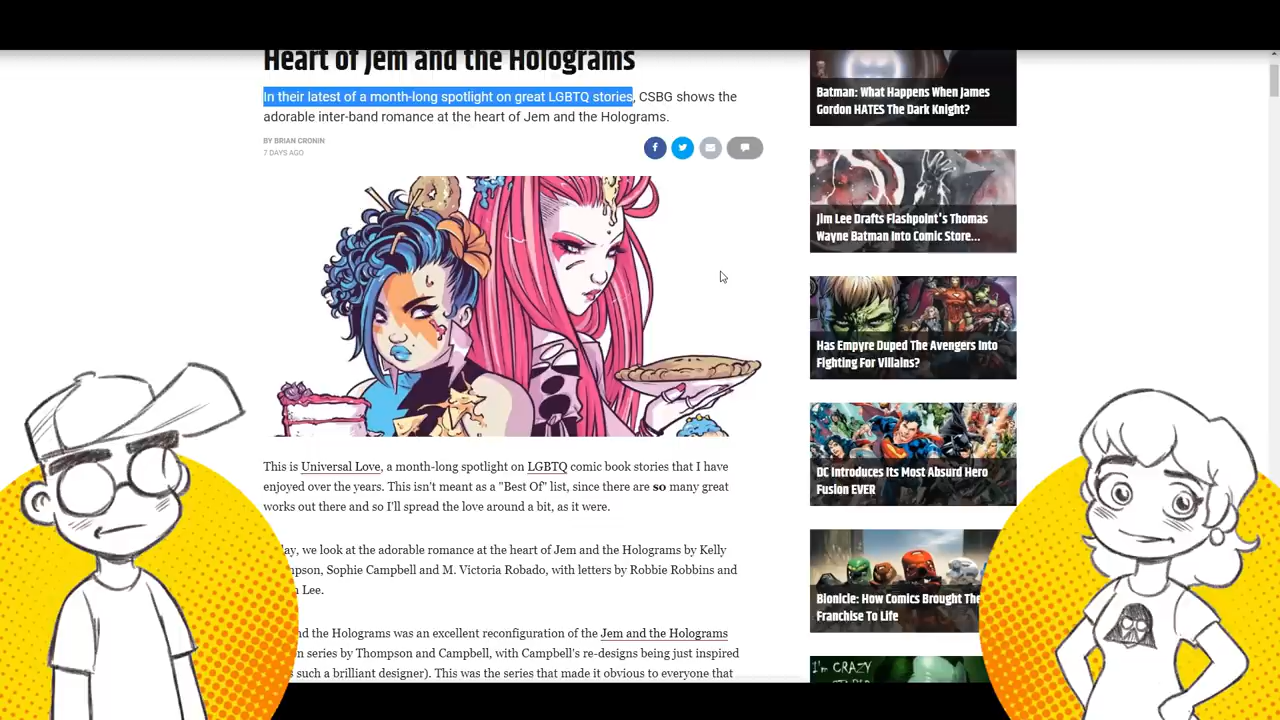 Heart of Jem and the Holograms
In their latest of a month-long spotlight on great LGBTQ stories, CSBG shows the
adorable inter-band romance at the heart of Jem and the Holograms.
BY BRIAN CRONIN
7 DAYS AGO
This is Universal Love, a month-long spotlight on LGBTQ comic book stories that I have
enjoyed over the years. This isn't meant as a "Best Of" list, since there are so many great
works out there and so I'll spread the love around a bit, as it were.
ay, we look at the adorable romance at the heart of Jem and the Holograms by Kelly
mpson, Sophie Campbell and M. Victoria Robado, with letters by Robbie Robbins and
n Lee.
nd the Holograms was an excellent reconfiguration of the Jem and the Holograms
n series by Thompson and Campbell, with Campbell's re-designs being just inspired
s such a brilliant designer). This was the series that made it obvious to everyone that
Batman: What Happens When James
Gordon HATES The Dark Knight?
Jim Lee Drafts Flashpoint's Thomas
Wayne Batman Into Comic Store...
Has Empyre Duped The Avengers Into
Fighting For Villains?
DC Introduces Its Most Absurd Hero
Fusion EVER
Bionicle: How Comics Brought The
Franchise To Life
I'm CRAZY